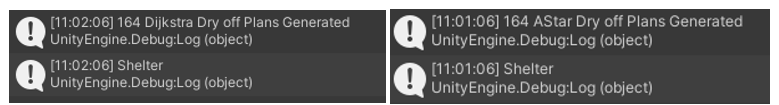 [11:02:06] 164 Dijkstra Dry off Plans Generated
UnityEngine.Debug:Log (object)
[11:02:06] Shelter
UnityEngine.Debug:Log (object)
[11:01:06] 164 AStar Dry off Plans Generated
UnityEngine.Debug:Log (object)
[11:01:06] Shelter
UnityEngine.Debug:Log (object)